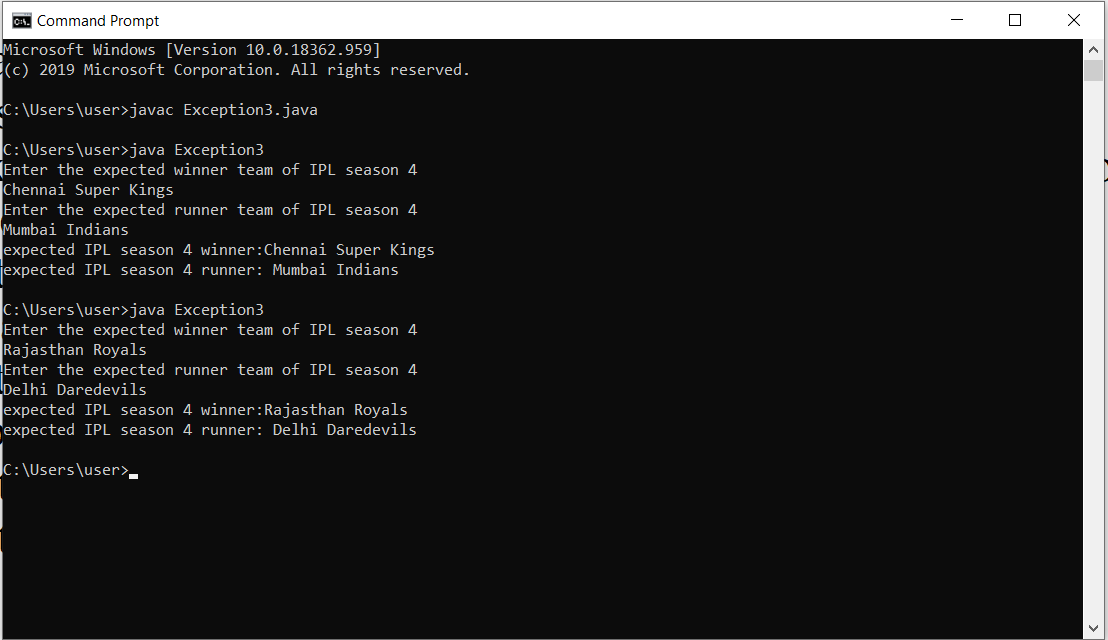 Command Prompt
Microsoft Windows [Version 10.0.18362.959]
(c) 2019 Microsoft Corporation. All rights reserved.
C:\Users\user>javac Exception3.java
C:\Users\user>java Exception3
Enter the expected winner team of IPL season 4
Chennai Super Kings
Enter the expected runner team of IPL season 4
Mumbai Indians
expected IPL season 4 winner:Chennai Super Kings
expected IPL season 4 runner: Mumbai Indians
C:\Users\user>java Exception3
Enter the expected winner team of IPL season 4
Rajasthan Royals
Enter the expected runner team of IPL season 4
Delhi Daredevils
expected IPL season 4 winner:Rajasthan Royals
expected IPL season 4 runner: Delhi Daredevils
C:\Users\user>